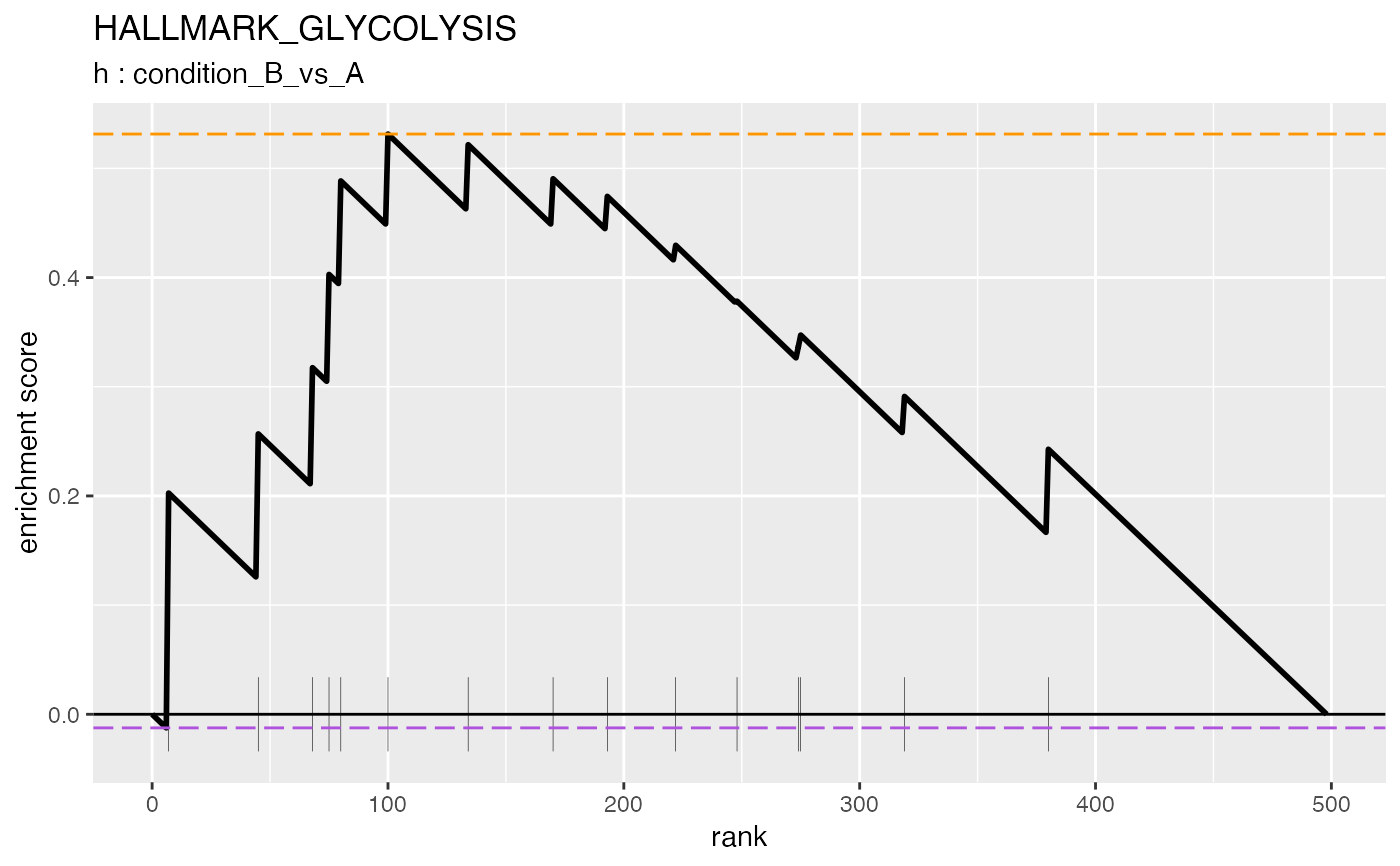 HALLMARK_GLYCOLYSIS
h : condition_B_vs_A
enrichment score
0.4
0.2
0.0
0 100 200 300 400 500
rank